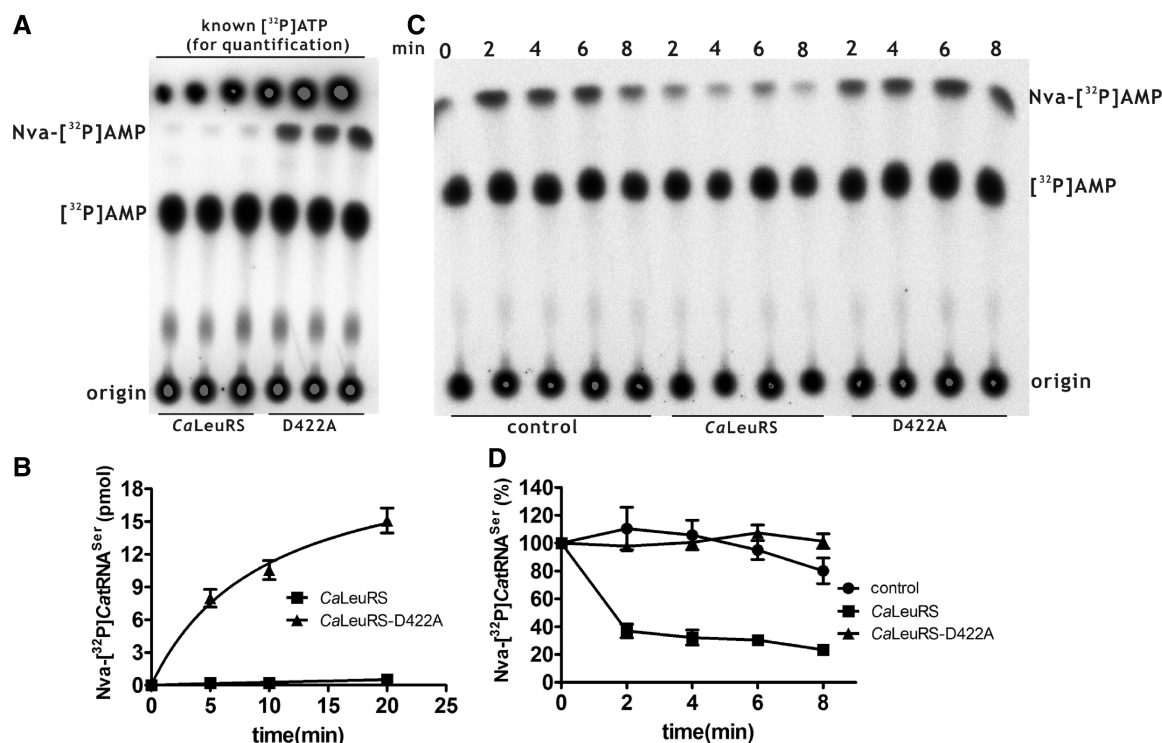 A
known [³²P]ATP
(for quantification)
Nva-[³²P]AMP
[³²P]AMP
origin
CaLeuRS D422A
C
min 0 2 4 6 8 2 4 6 8 2 4 6 8
Nva-[³²P]AMP
[³²P]AMP
origin
control CaLeuRS D422A
B
Nva-[³²P]CatRNA^Ser (pmol)
18
15
12
9
6
3
0
0 5 10 15 20 25
time(min)
CaLeuRS
CaLeuRS-D422A
D
Nva-[³²P]CatRNA^Ser (%)
140
120
100
80
60
40
20
0
0 2 4 6 8
time(min)
control
CaLeuRS
CaLeuRS-D422A